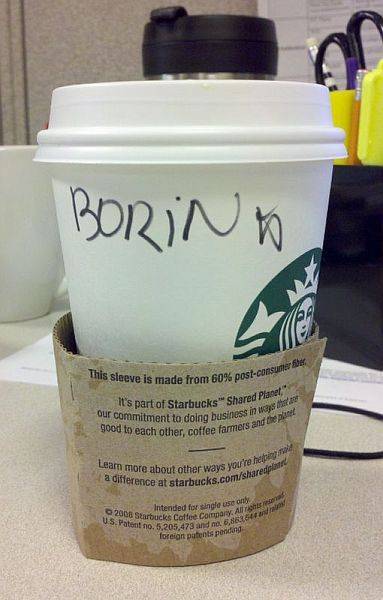 BORiN ☆
This sleeve is made from 60% post-consumer fiber.
It's part of Starbucks™ Shared Planet,™
our commitment to doing business in ways that are
good to each other, coffee farmers and the planet.
Learn more about other ways you're helping make
a difference at starbucks.com/sharedplanet.
Intended for single use only.
© 2008 Starbucks Coffee Company. All rights reserved.
U.S. Patent no. 5,205,473 and no. 6,863,644 and related
foreign patents pending.